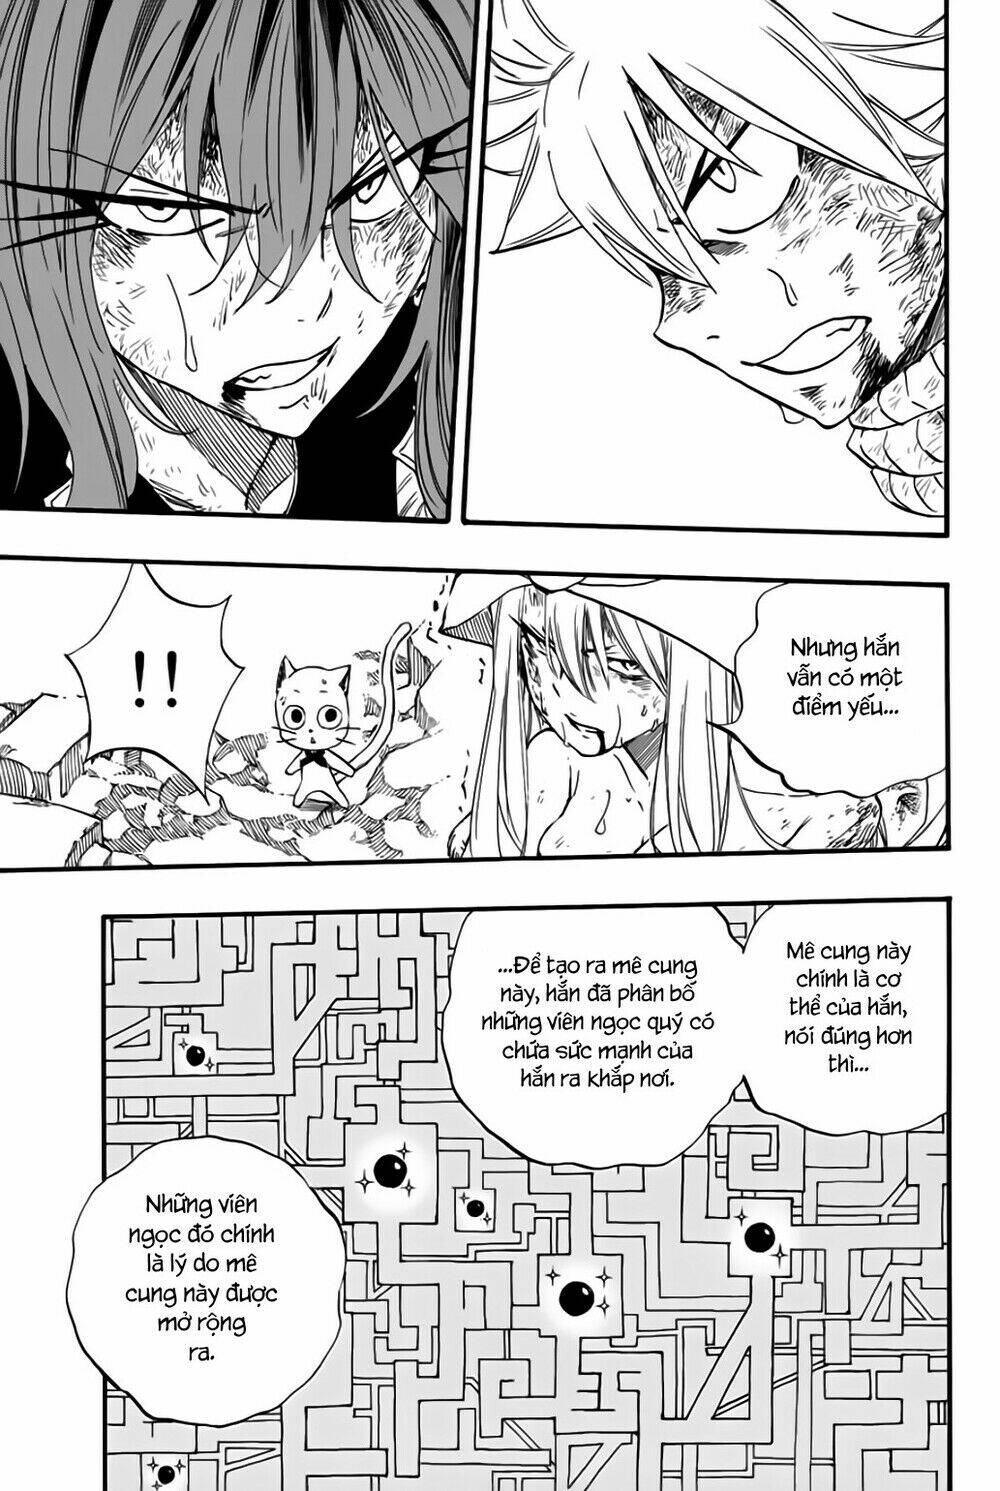 Nhưng hắn
vẫn có một
điểm yếu...
!!
Mê cung này
chính là cơ
thể của hắn,
nói đúng hơn
thì...
...Để tạo ra mê cung
này, hắn đã phân bố
những viên ngọc quý có
chứa sức mạnh của
hắn ra khắp nơi.
Những viên
ngọc đó chính
là lý do mê
cung này được
mở rộng
ra.